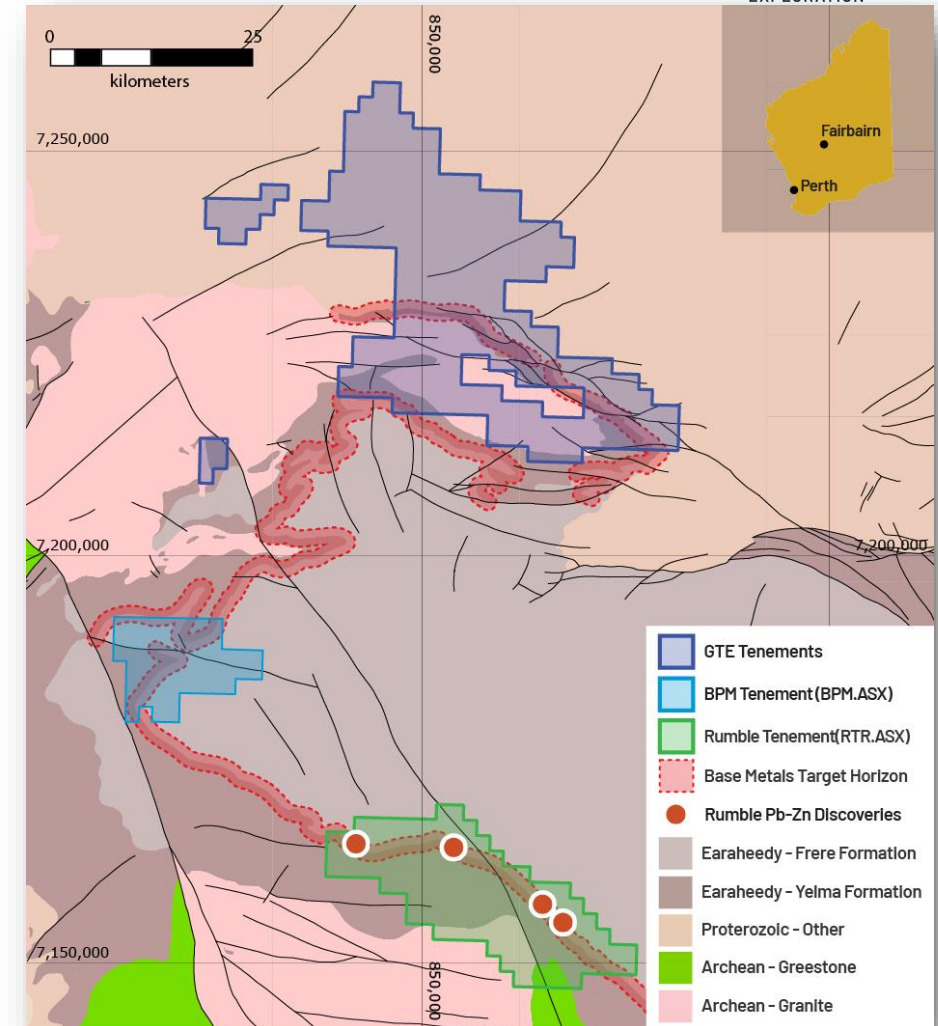 EXPLORATION
0 25
kilometers
850,000
7,250,000
Fairbairn
Perth
7,200,000
7,200,000
GTE Tenements
BPM Tenement (BPM.ASX)
Rumble Tenement(RTR.ASX)
Base Metals Target Horizon
Rumble Pb-Zn Discoveries
Earaheedy - Frere Formation
Earaheedy - Yelma Formation
Proterozoic - Other
Archean - Greestone
Archean - Granite
7,150,000
850,000